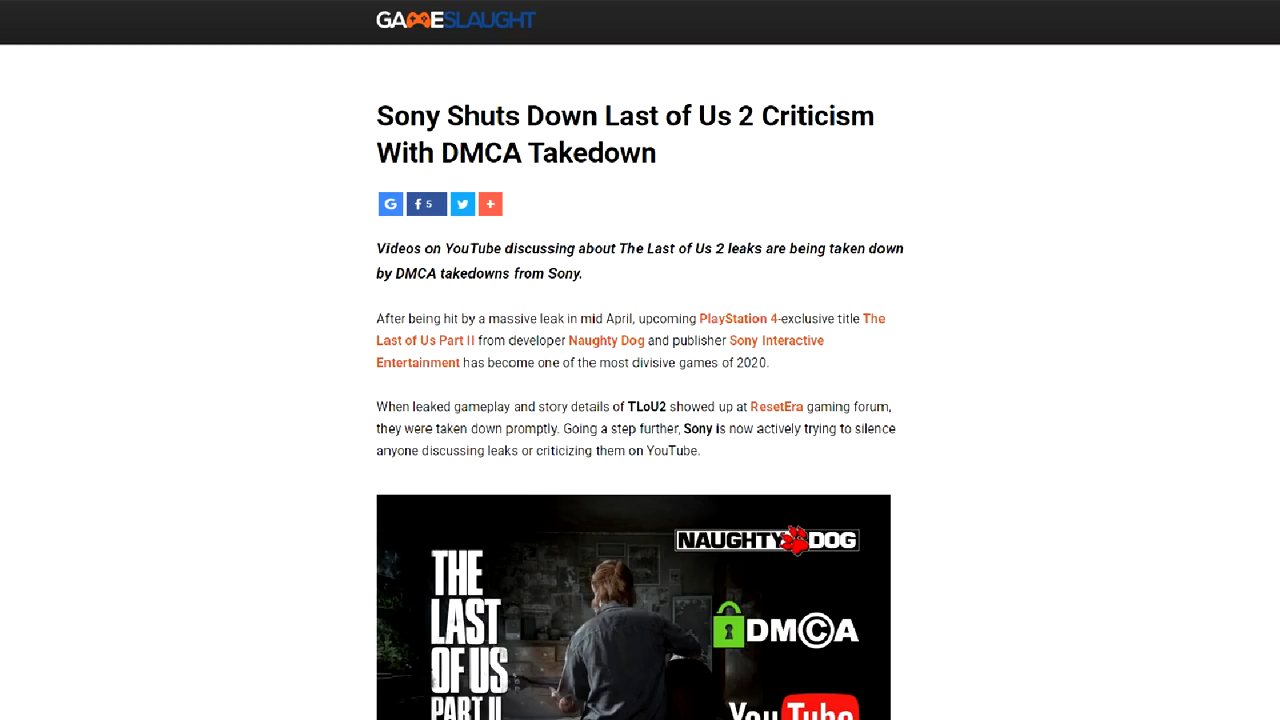 GAMESLAUGHT
Sony Shuts Down Last of Us 2 Criticism
With DMCA Takedown
G f 5 +
Videos on YouTube discussing about The Last of Us 2 leaks are being taken down
by DMCA takedowns from Sony.
After being hit by a massive leak in mid April, upcoming PlayStation 4-exclusive title The
Last of Us Part II from developer Naughty Dog and publisher Sony Interactive
Entertainment has become one of the most divisive games of 2020.
When leaked gameplay and story details of TLoU2 showed up at ResetEra gaming forum,
they were taken down promptly. Going a step further, Sony is now actively trying to silence
anyone discussing leaks or criticizing them on YouTube.
NAUGHTY DOG
THE
LAST
OF US
PART II
DMCA
YouTube